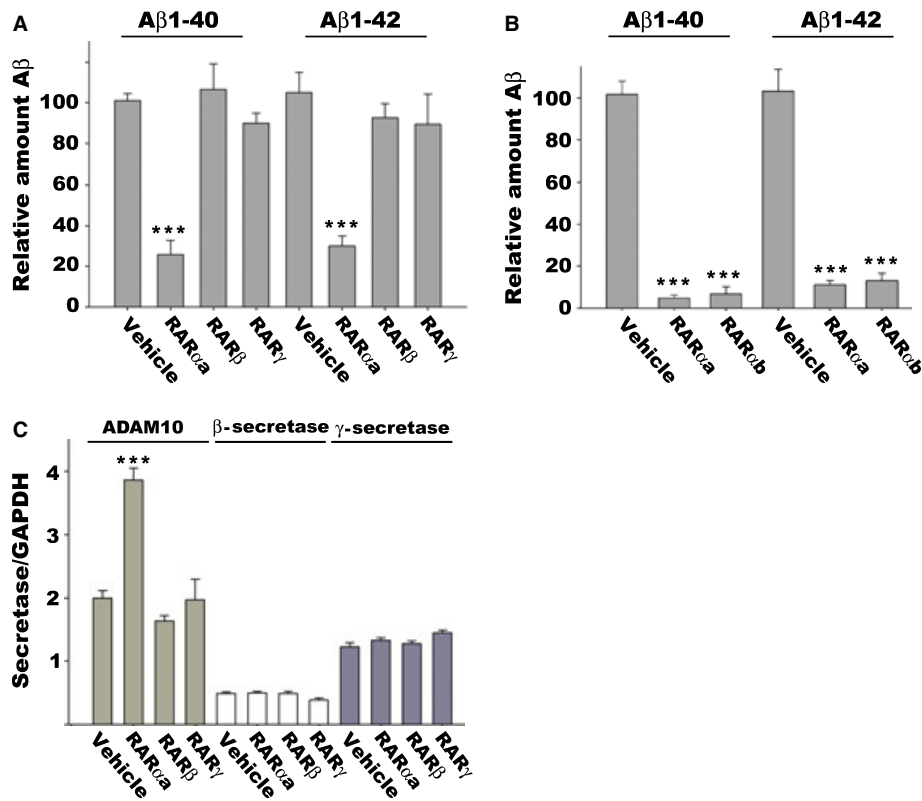 A
Aβ1-40
Aβ1-42
Relative amount Aβ
100
80
60
40
20
0
***
***
Vehicle
RARαa
RARβ
RARγ
Vehicle
RARαa
RARβ
RARγ
B
Aβ1-40
Aβ1-42
Relative amount Aβ
100
80
60
40
20
0
***
***
***
***
Vehicle
RARαa
RARαb
Vehicle
RARαa
RARαb
C
ADAM10
β-secretase
γ-secretase
Secretase/GAPDH
4
3
2
1
***
Vehicle
RARαa
RARβ
RARγ
Vehicle
RARαa
RARβ
RARγ
Vehicle
RARαa
RARβ
RARγ